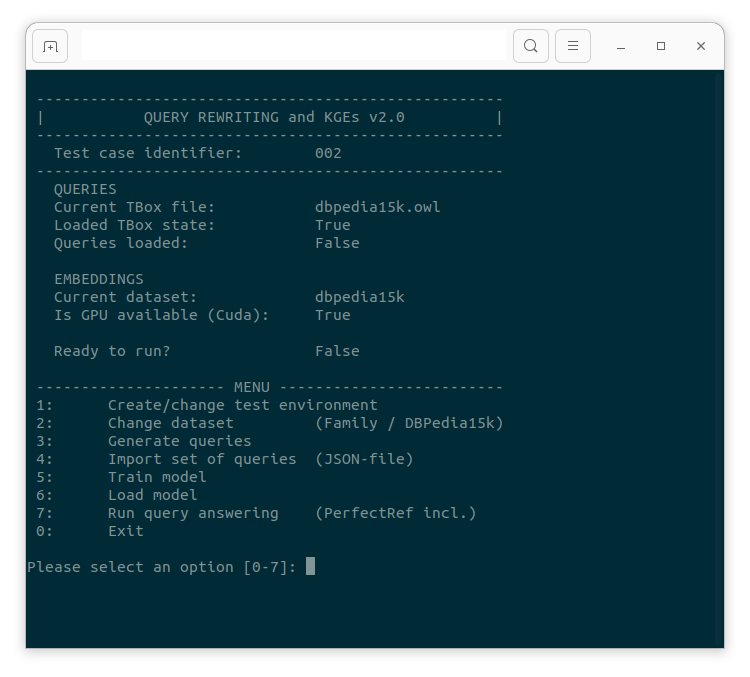 ----------------------------------------------------
|           QUERY REWRITING and KGEs v2.0          |
----------------------------------------------------
  Test case identifier:        002
----------------------------------------------------
  QUERIES
  Current TBox file:           dbpedia15k.owl
  Loaded TBox state:           True
  Queries loaded:              False

  EMBEDDINGS
  Current dataset:             dbpedia15k
  Is GPU available (Cuda):     True

  Ready to run?                False

--------------------- MENU -------------------------
1:      Create/change test environment
2:      Change dataset         (Family / DBPedia15k)
3:      Generate queries
4:      Import set of queries  (JSON-file)
5:      Train model
6:      Load model
7:      Run query answering    (PerfectRef incl.)
0:      Exit

Please select an option [0-7]: